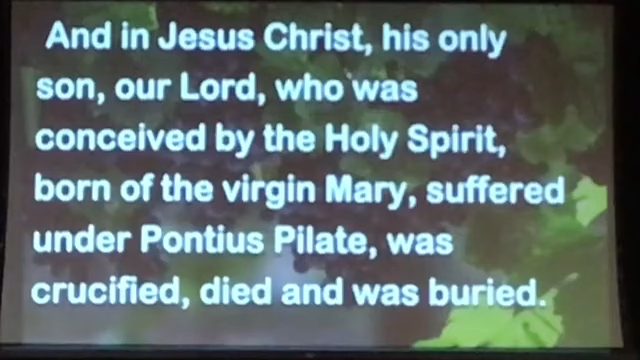 And in Jesus Christ, his only
son, our Lord, who was
conceived by the Holy Spirit,
born of the virgin Mary, suffered
under Pontius Pilate, was
crucified, died and was buried.